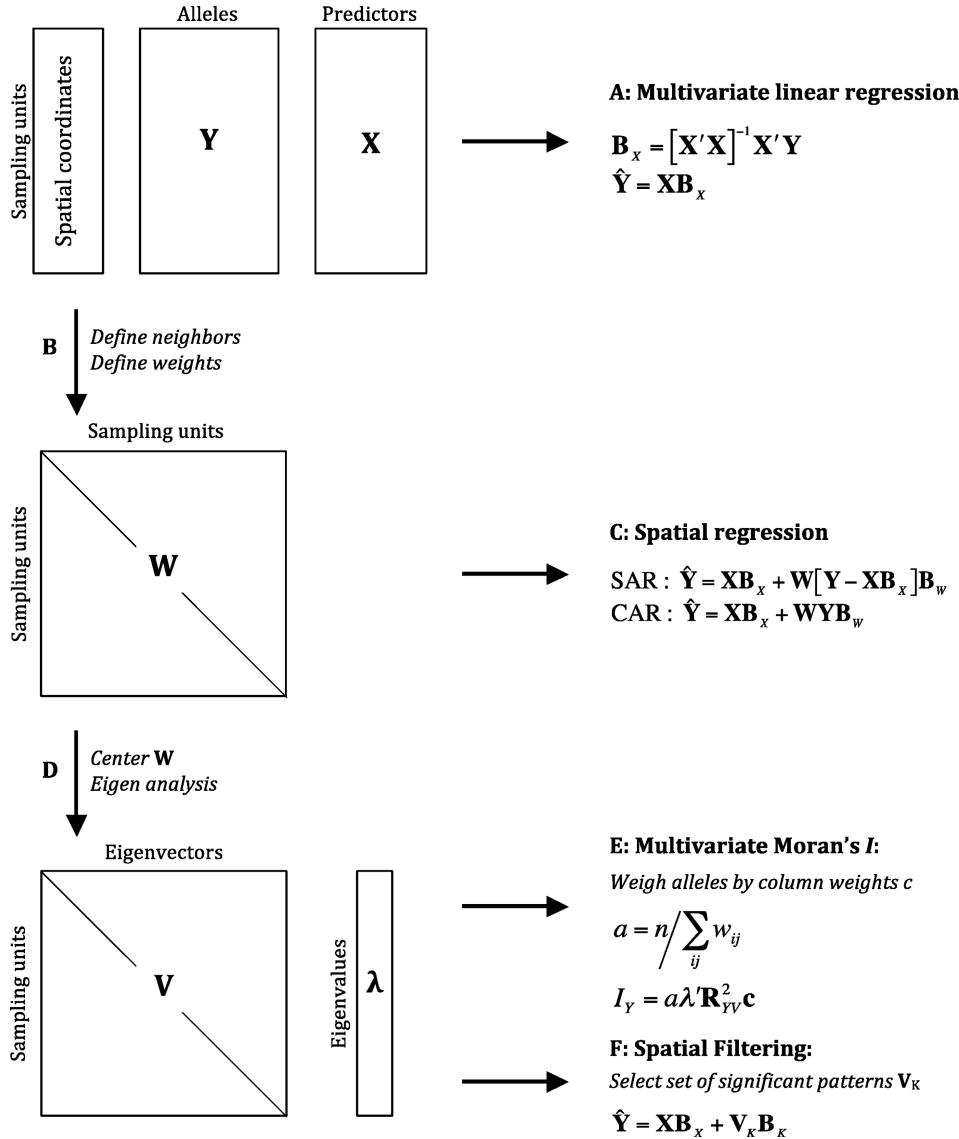 Alleles
Predictors
Sampling units
Spatial coordinates
Y
X
A: Multivariate linear regression
B_X = [X′X]⁻¹X′Y
Ŷ = XB_X
B
Define neighbors
Define weights
Sampling units
Sampling units
W
C: Spatial regression
SAR : Ŷ = XB_X + W[Y − XB_X]B_W
CAR : Ŷ = XB_X + WYB_W
D
Center W
Eigen analysis
Eigenvectors
Sampling units
V
Eigenvalues
λ
E: Multivariate Moran's I:
Weigh alleles by column weights c
a = n/∑_ij w_ij
I_Y = aλ′R²_YV c
F: Spatial Filtering:
Select set of significant patterns V_K
Ŷ = XB_X + V_K B_K